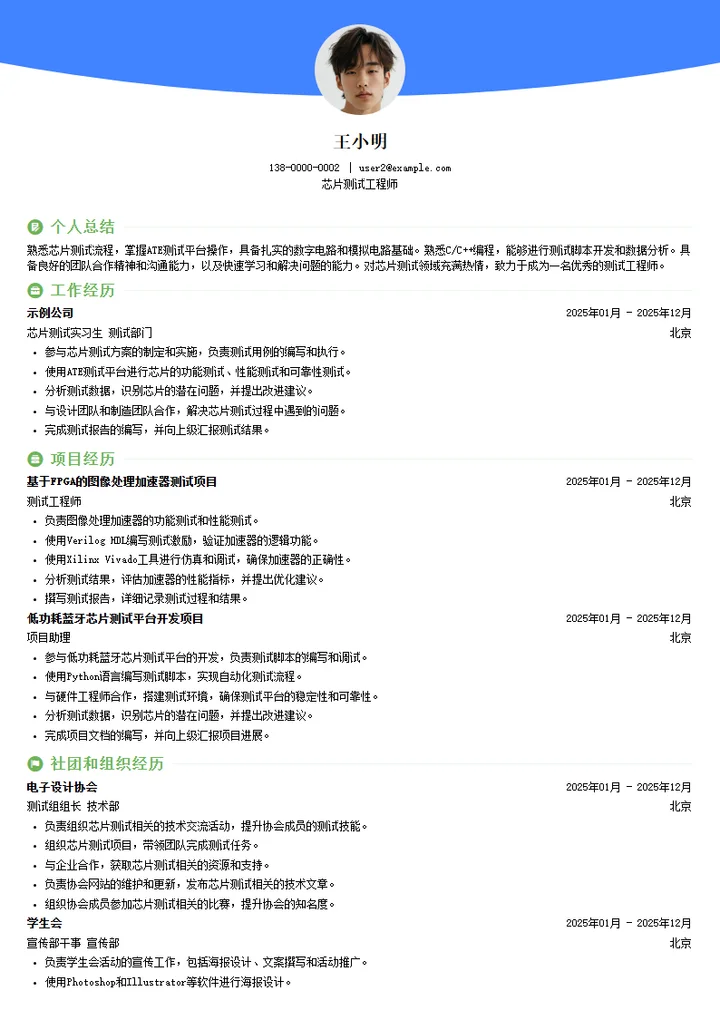 王小明
138-0000-0002 | user2@example.com
芯片测试工程师
个人总结
熟悉芯片测试流程，掌握ATE测试平台操作，具备扎实的数字电路和模拟电路基础。熟悉C/C++编程，能够进行测试脚本开发和数据分析。具
备良好的团队合作精神和沟通能力，以及快速学习和解决问题的能力。对芯片测试领域充满热情，致力于成为一名优秀的测试工程师。
工作经历
示例公司 2025年01月 - 2025年12月
芯片测试实习生 测试部门 北京
• 参与芯片测试方案的制定和实施，负责测试用例的编写和执行。
• 使用ATE测试平台进行芯片的功能测试、性能测试和可靠性测试。
• 分析测试数据，识别芯片的潜在问题，并提出改进建议。
• 与设计团队和制造团队合作，解决芯片测试过程中遇到的问题。
• 完成测试报告的编写，并向上级汇报测试结果。
项目经历
基于FPGA的图像处理加速器测试项目 2025年01月 - 2025年12月
测试工程师 北京
• 负责图像处理加速器的功能测试和性能测试。
• 使用Verilog HDL编写测试激励，验证加速器的逻辑功能。
• 使用Xilinx Vivado工具进行仿真和调试，确保加速器的正确性。
• 分析测试结果，评估加速器的性能指标，并提出优化建议。
• 撰写测试报告，详细记录测试过程和结果。
低功耗蓝牙芯片测试平台开发项目 2025年01月 - 2025年12月
项目助理 北京
• 参与低功耗蓝牙芯片测试平台的开发，负责测试脚本的编写和调试。
• 使用Python语言编写测试脚本，实现自动化测试流程。
• 与硬件工程师合作，搭建测试环境，确保测试平台的稳定性和可靠性。
• 分析测试数据，识别芯片的潜在问题，并提出改进建议。
• 完成项目文档的编写，并向上级汇报项目进展。
社团和组织经历
电子设计协会 2025年01月 - 2025年12月
测试组组长 技术部 北京
• 负责组织芯片测试相关的技术交流活动，提升协会成员的测试技能。
• 组织芯片测试项目，带领团队完成测试任务。
• 与企业合作，获取芯片测试相关的资源和支持。
• 负责协会网站的维护和更新，发布芯片测试相关的技术文章。
• 组织协会成员参加芯片测试相关的比赛，提升协会的知名度。
学生会 2025年01月 - 2025年12月
宣传部干事 宣传部 北京
• 负责学生会活动的宣传工作，包括海报设计、文案撰写和活动推广。
• 使用Photoshop和Illustrator等软件进行海报设计。